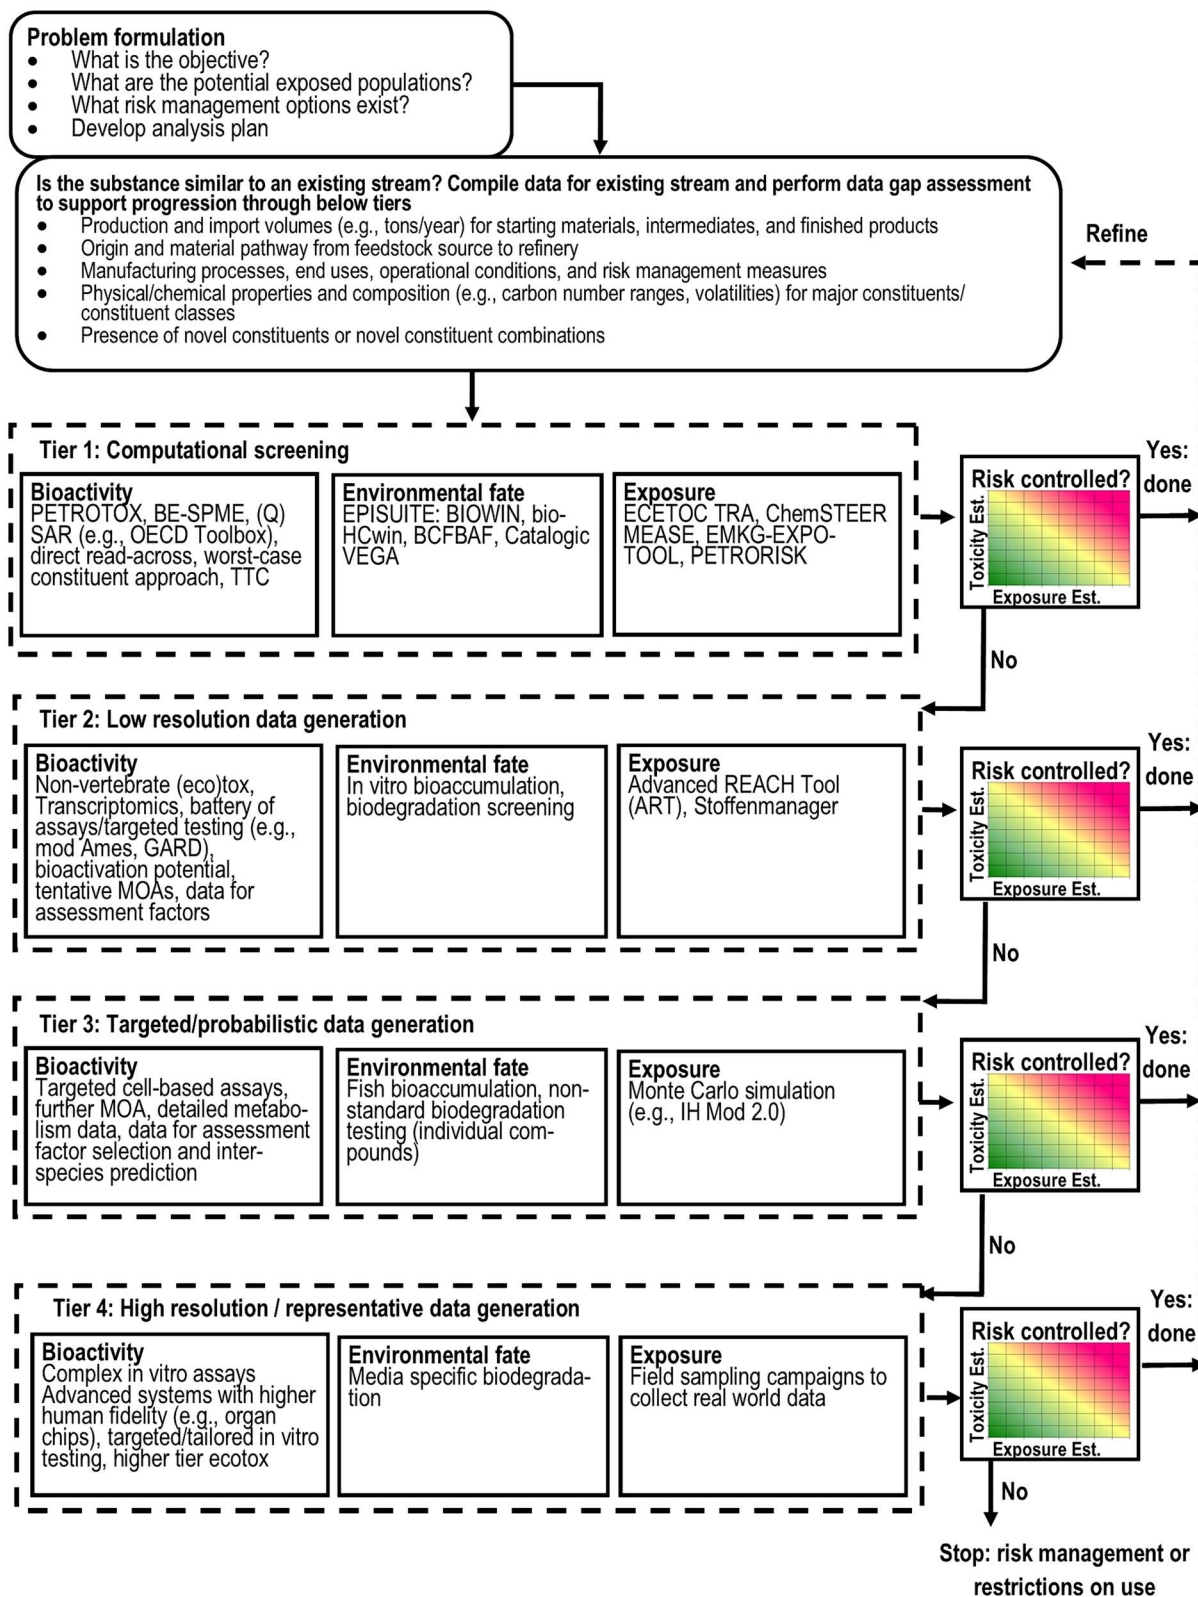 Problem formulation
● What is the objective?
● What are the potential exposed populations?
● What risk management options exist?
● Develop analysis plan
Is the substance similar to an existing stream? Compile data for existing stream and perform data gap assessment
to support progression through below tiers
● Production and import volumes (e.g., tons/year) for starting materials, intermediates, and finished products
● Origin and material pathway from feedstock source to refinery
● Manufacturing processes, end uses, operational conditions, and risk management measures
● Physical/chemical properties and composition (e.g., carbon number ranges, volatilities) for major constituents/
constituent classes
● Presence of novel constituents or novel constituent combinations
Refine
Tier 1: Computational screening
Bioactivity
PETROTOX, BE-SPME, (Q)
SAR (e.g., OECD Toolbox),
direct read-across, worst-case
constituent approach, TTC
Environmental fate
EPISUITE: BIOWIN, bio-
HCwin, BCFBAF, Catalogic
VEGA
Exposure
ECETOC TRA, ChemSTEER
MEASE, EMKG-EXPO-
TOOL, PETRORISK
Risk controlled?
Toxicity Est.
Exposure Est.
Yes:
done
No
Tier 2: Low resolution data generation
Bioactivity
Non-vertebrate (eco)tox,
Transcriptomics, battery of
assays/targeted testing (e.g.,
mod Ames, GARD),
bioactivation potential,
tentative MOAs, data for
assessment factors
Environmental fate
In vitro bioaccumulation,
biodegradation screening
Exposure
Advanced REACH Tool
(ART), Stoffenmanager
Risk controlled?
Toxicity Est.
Exposure Est.
Yes:
done
No
Tier 3: Targeted/probabilistic data generation
Bioactivity
Targeted cell-based assays,
further MOA, detailed metabo-
lism data, data for assessment
factor selection and inter-
species prediction
Environmental fate
Fish bioaccumulation, non-
standard biodegradation
testing (individual com-
pounds)
Exposure
Monte Carlo simulation
(e.g., IH Mod 2.0)
Risk controlled?
Toxicity Est.
Exposure Est.
Yes:
done
No
Tier 4: High resolution / representative data generation
Bioactivity
Complex in vitro assays
Advanced systems with higher
human fidelity (e.g., organ
chips), targeted/tailored in vitro
testing, higher tier ecotox
Environmental fate
Media specific biodegrada-
tion
Exposure
Field sampling campaigns to
collect real world data
Risk controlled?
Toxicity Est.
Exposure Est.
Yes:
done
No
Stop: risk management or
restrictions on use